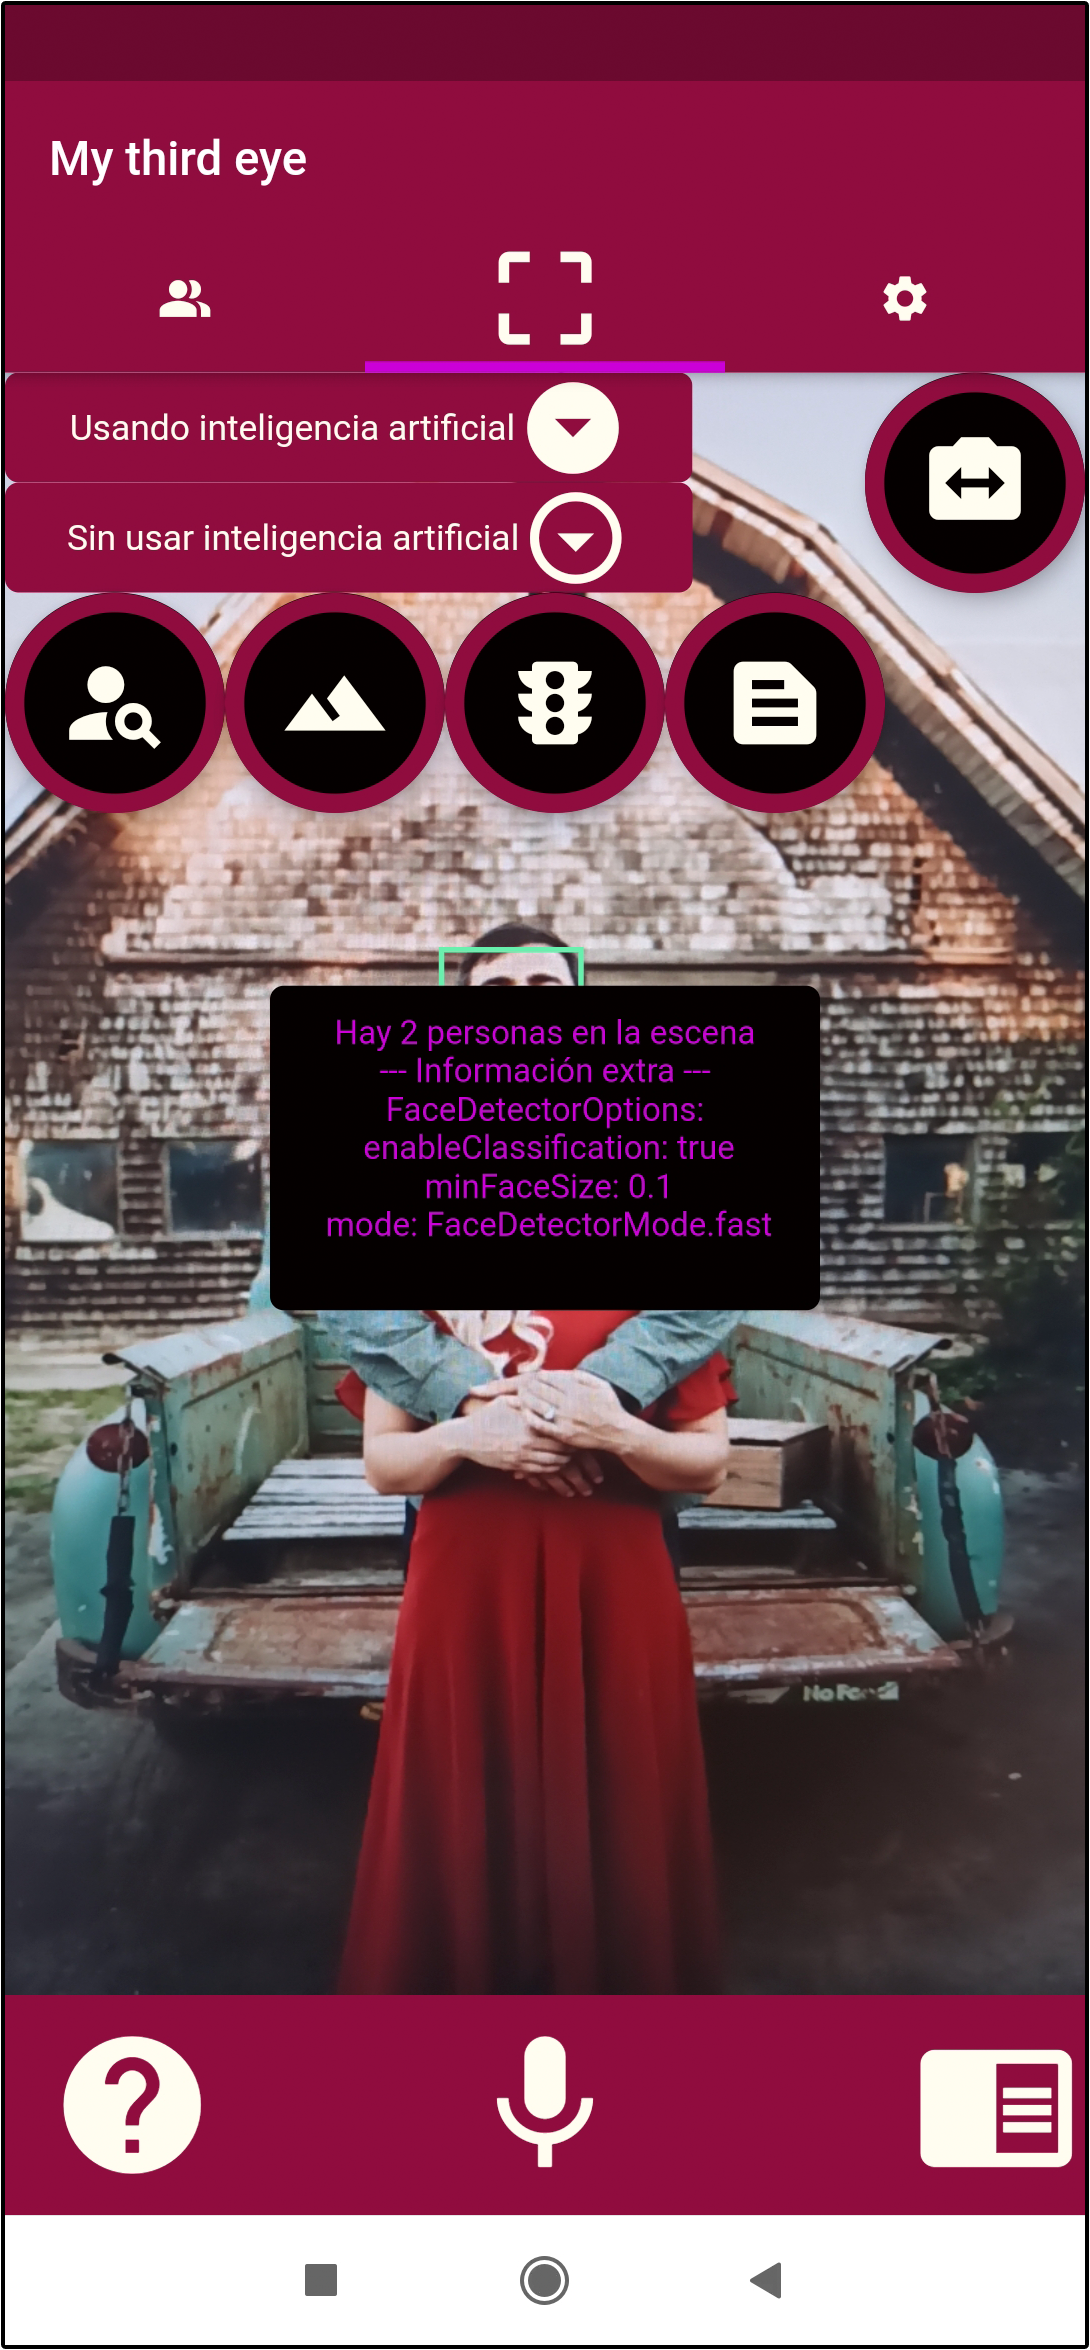 My third eye
Usando inteligencia artificial
Sin usar inteligencia artificial
Hay 2 personas en la escena
--- Información extra ---
FaceDetectorOptions:
enableClassification: true
minFaceSize: 0.1
mode: FaceDetectorMode.fast